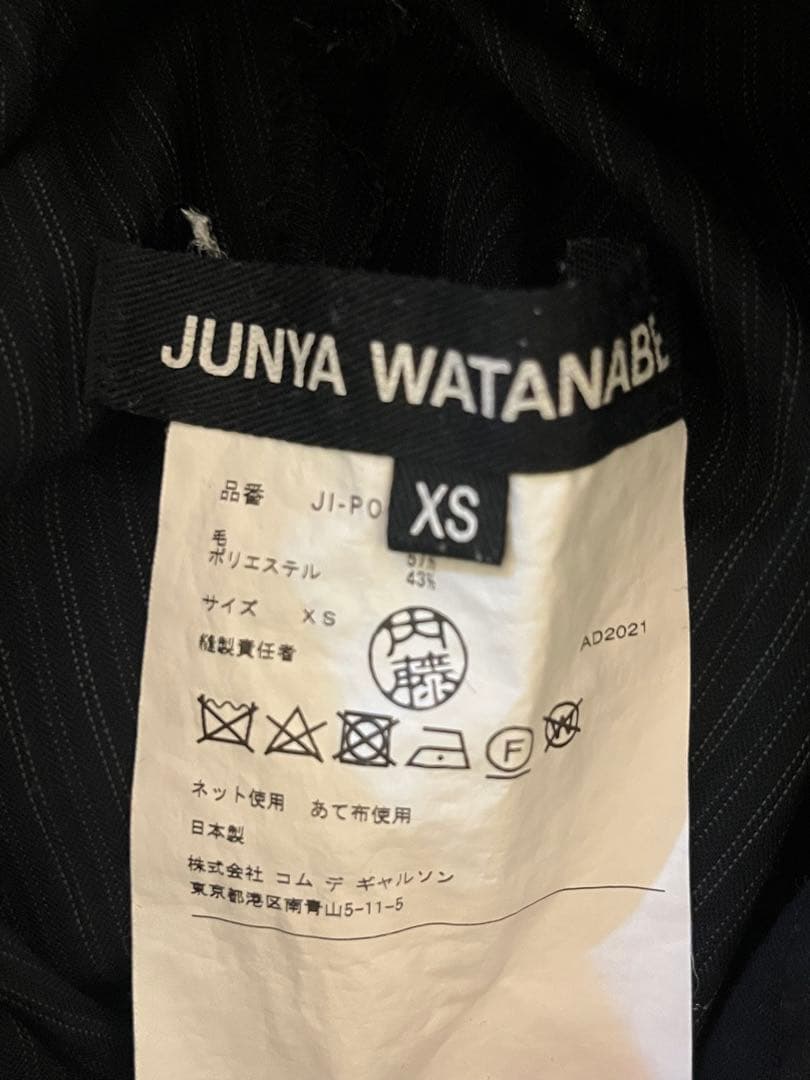 JUNYA WATANABE
XS
品番 JI-PO
毛 57%
ポリエステル 43%
サイズ XS
縫製責任者 内藤
AD2021
F
W
ネット使用 あて布使用
日本製
株式会社 コム デ ギャルソン
東京都港区南青山5-11-5